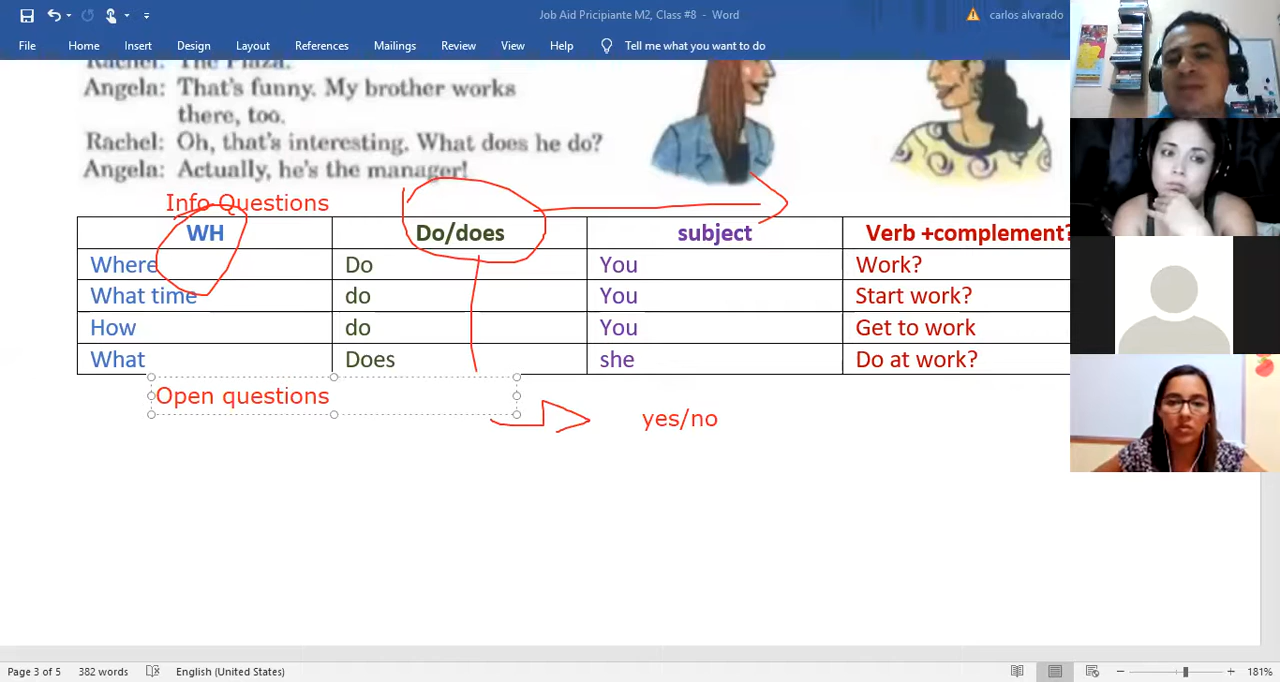 Job Aid Pricipiante M2, Class #8 - Word
carlos alvarado
File Home Insert Design Layout References Mailings Review View Help Tell me what you want to do
Rachel: The Plaza.
Angela: That's funny. My brother works
there, too.
Rachel: Oh, that's interesting. What does he do?
Angela: Actually, he's the manager!
Info Questions
WH Do/does subject Verb +complement?
Where Do You Work?
What time do You Start work?
How do You Get to work
What Does she Do at work?
Open questions
yes/no
Page 3 of 5 382 words English (United States) 181%